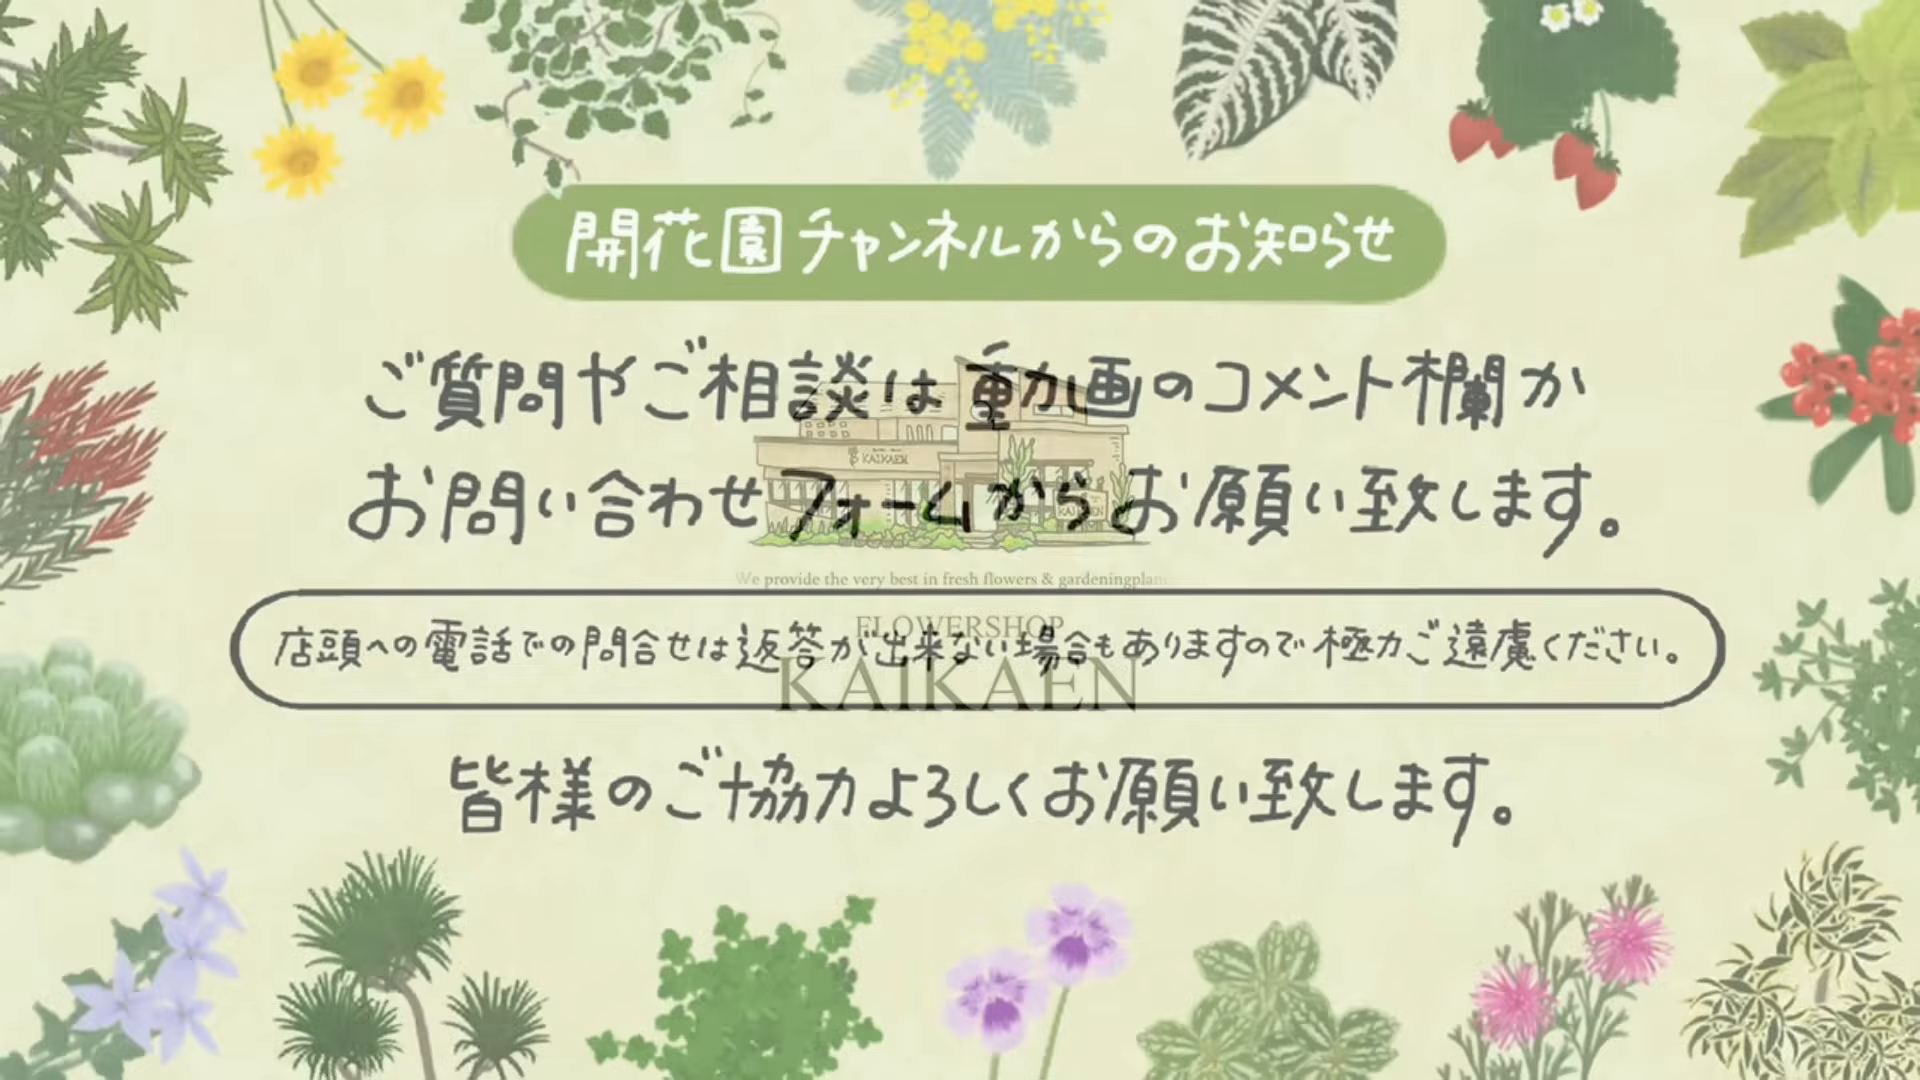 開花園チャンネルからのお知らせ
ご質問やご相談は動画のコメント欄か
KAIKAEN
お問い合わせフォームからお願い致します。
KAIKAEN
We provide the very best in fresh flowers & gardeningplan
FLOWERSHOP
店頭への電話での問合せは返答が出来ない場合もありますので極力ご遠慮ください。
KAIKAEN
皆様のご協力よろしくお願い致します。